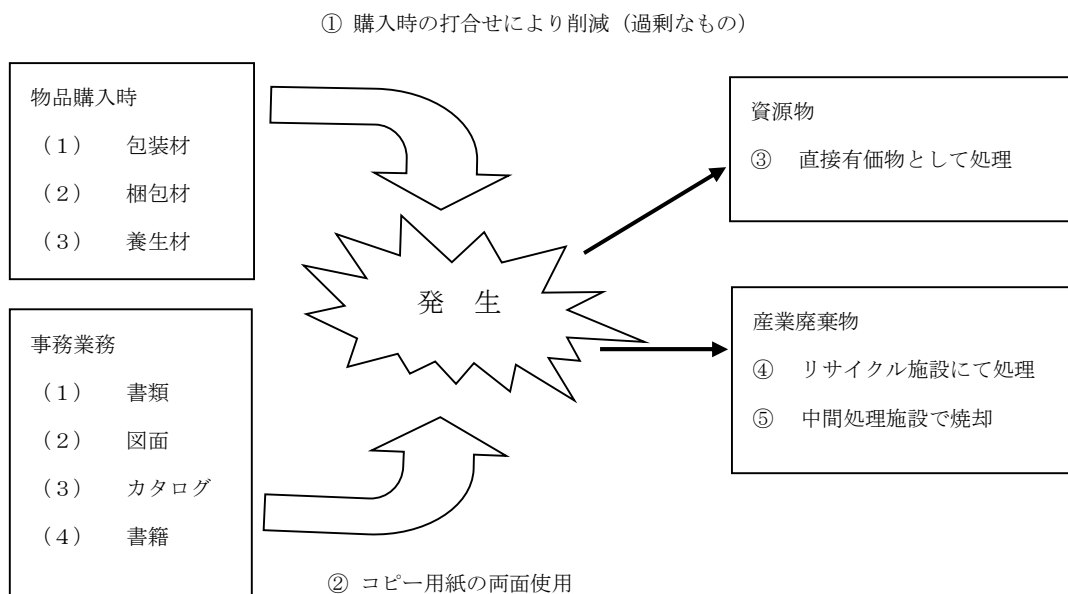 ① 購入時の打合せにより削減（過剰なもの）
物品購入時
（１） 包装材
（２） 梱包材
（３） 養生材
事務業務
（１） 書類
（２） 図面
（３） カタログ
（４） 書籍
発 生
資源物
③ 直接有価物として処理
産業廃棄物
④ リサイクル施設にて処理
⑤ 中間処理施設で焼却
② コピー用紙の両面使用